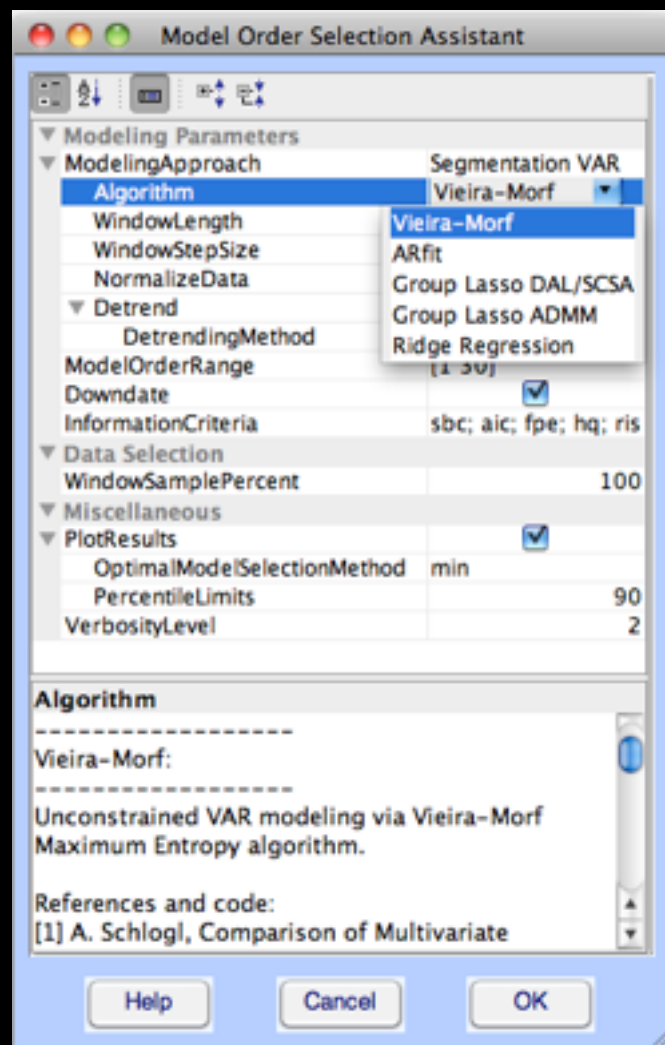 Model Order Selection Assistant
Modeling Parameters
ModelingApproach Segmentation VAR
Algorithm Vieira-Morf
WindowLength Vieira-Morf
WindowStepSize ARfit
NormalizeData Group Lasso DAL/SCSA
Detrend Group Lasso ADMM
DetrendingMethod Ridge Regression
ModelOrderRange [1 30]
Downdate
InformationCriteria sbc; aic; fpe; hq; ris
Data Selection
WindowSamplePercent 100
Miscellaneous
PlotResults
OptimalModelSelectionMethod min
PercentileLimits 90
VerbosityLevel 2
Algorithm
------------------
Vieira-Morf:
------------------
Unconstrained VAR modeling via Vieira-Morf
Maximum Entropy algorithm.
References and code:
[1] A. Schlogl, Comparison of Multivariate
Help Cancel OK